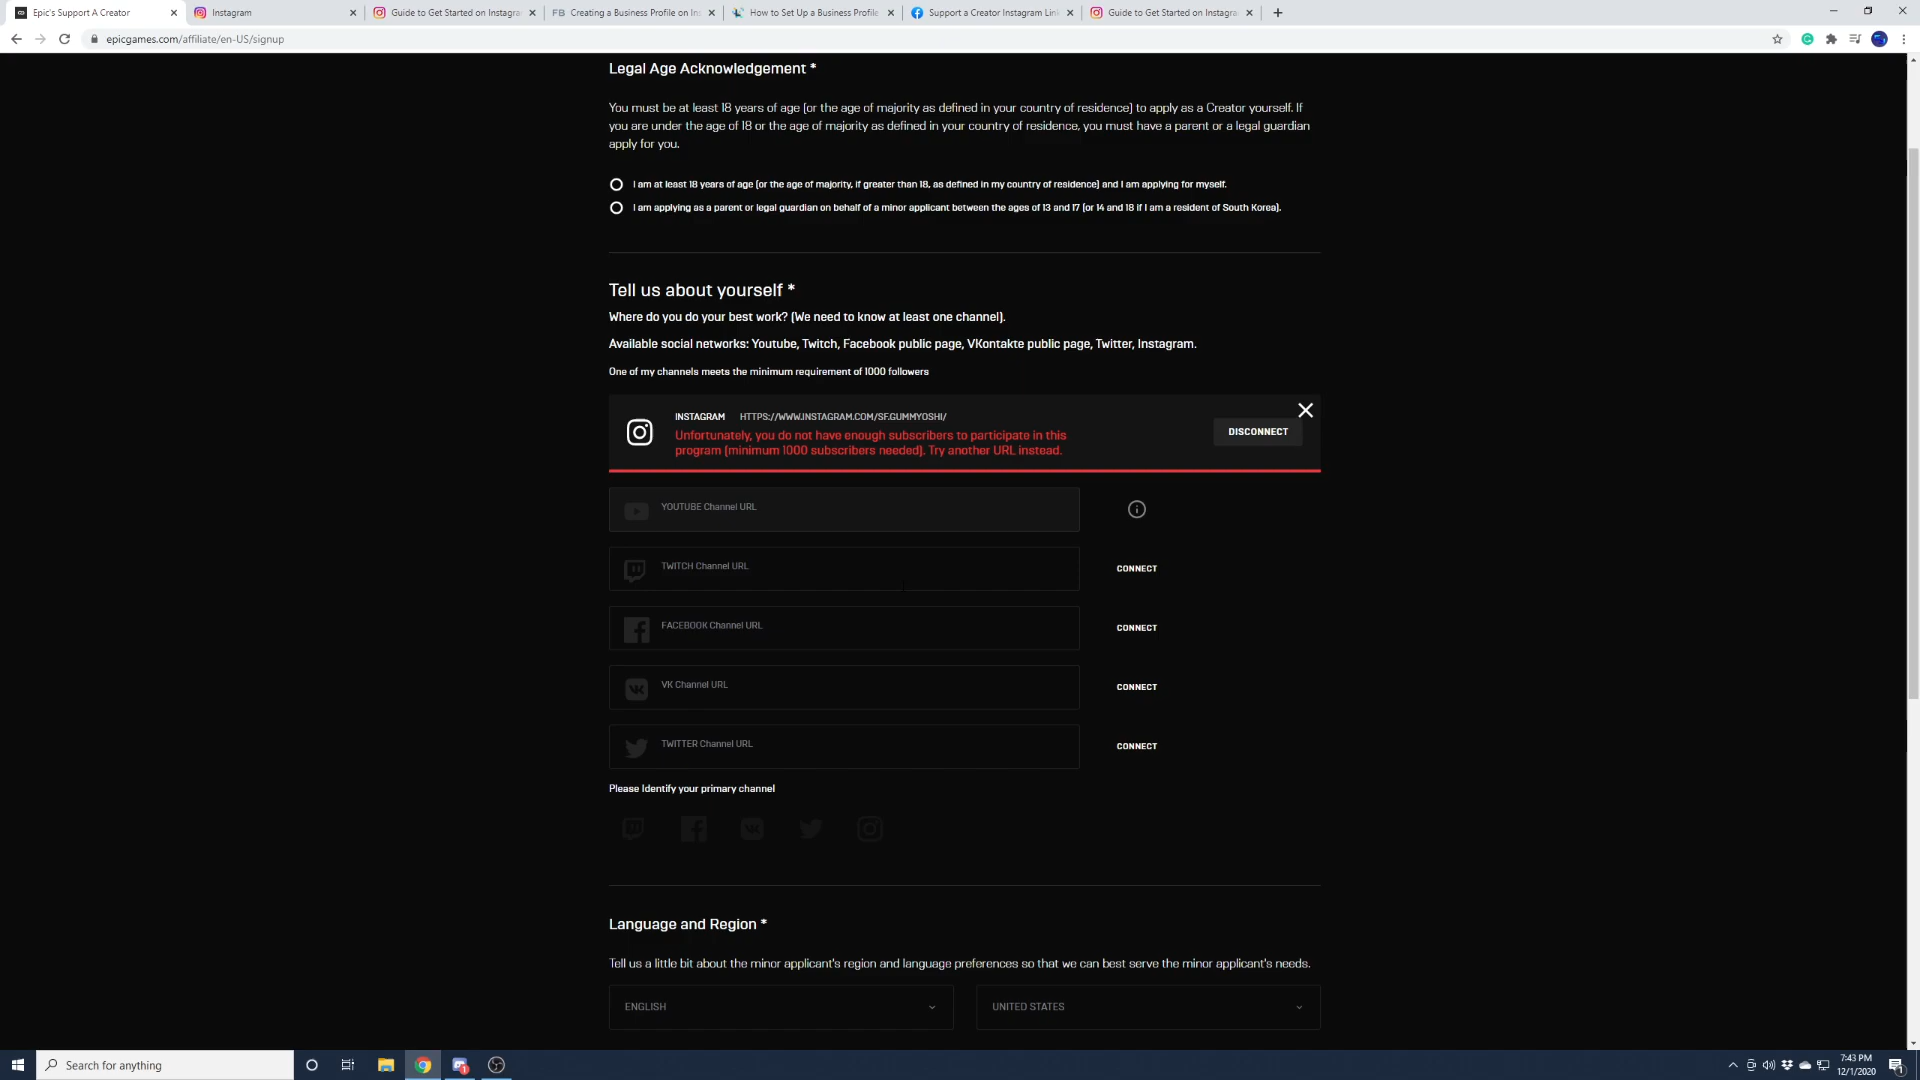 Epic's Support A Creator
Instagram
Guide to Get Started on Instagra
Creating a Business Profile on In
How to Set Up a Business Profile
Support a Creator Instagram Lin
Guide to Get Started on Instagra
epicgames.com/affiliate/en-US/signup
Legal Age Acknowledgement *
You must be at least 18 years of age [or the age of majority as defined in your country of residence] to apply as a Creator yourself. If
you are under the age of 18 or the age of majority as defined in your country of residence, you must have a parent or a legal guardian
apply for you.
I am at least 18 years of age [or the age of majority, if greater than 18, as defined in my country of residence] and I am applying for myself.
I am applying as a parent or legal guardian on behalf of a minor applicant between the ages of 13 and 17 [or 14 and 18 if I am a resident of South Korea].
Tell us about yourself *
Where do you do your best work? (We need to know at least one channel).
Available social networks: Youtube, Twitch, Facebook public page, VKontakte public page, Twitter, Instagram.
One of my channels meets the minimum requirement of 1000 followers
INSTAGRAM HTTPS://WWW.INSTAGRAM.COM/SF.GUMMYOSHI/
Unfortunately, you do not have enough subscribers to participate in this
program [minimum 1000 subscribers needed]. Try another URL instead.
DISCONNECT
YOUTUBE Channel URL
TWITCH Channel URL
CONNECT
FACEBOOK Channel URL
CONNECT
VK Channel URL
CONNECT
TWITTER Channel URL
CONNECT
Please Identify your primary channel
Language and Region *
Tell us a little bit about the minor applicant's region and language preferences so that we can best serve the minor applicant's needs.
ENGLISH
UNITED STATES
Search for anything
7:43 PM
12/1/2020